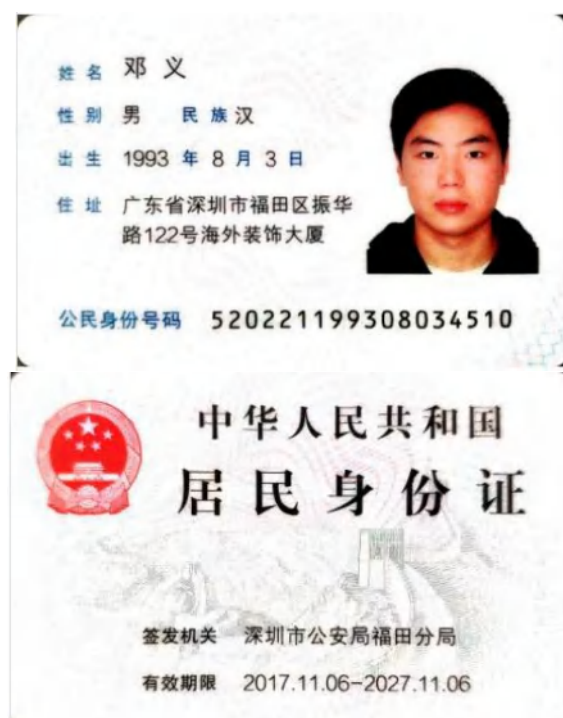 姓名 邓义
性别 男 民族 汉
出生 1993 年 8 月 3 日
住址 广东省深圳市福田区振华
路122号海外装饰大厦
公民身份号码 520221199308034510
中华人民共和国
居民身份证
签发机关 深圳市公安局福田分局
有效期限 2017.11.06-2027.11.06